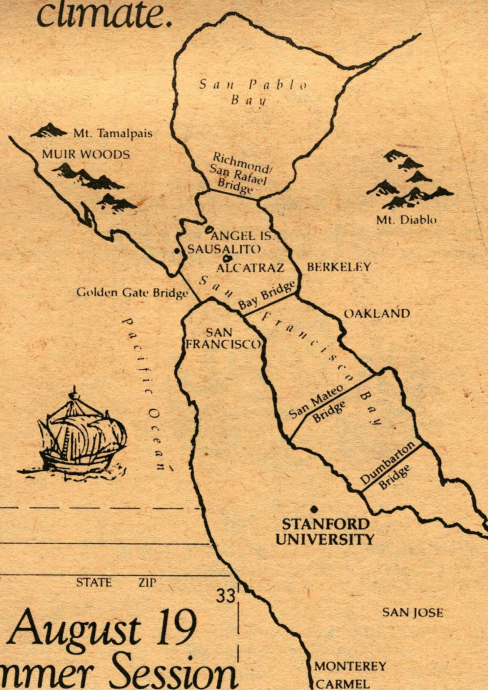 climate.
San Pablo
Bay
Mt. Tamalpais
MUIR WOODS
Richmond/
San Rafael
Bridge
Mt. Diablo
ANGEL IS.
SAUSALITO
ALCATRAZ
BERKELEY
Golden Gate Bridge
Bay Bridge
San Francisco Bay
OAKLAND
SAN
FRANCISCO
Pacific Ocean
San Mateo
Bridge
Dumbarton
Bridge
STANFORD
UNIVERSITY
STATE ZIP
33
SAN JOSE
August 19
mmer Session
MONTEREY
CARMEL